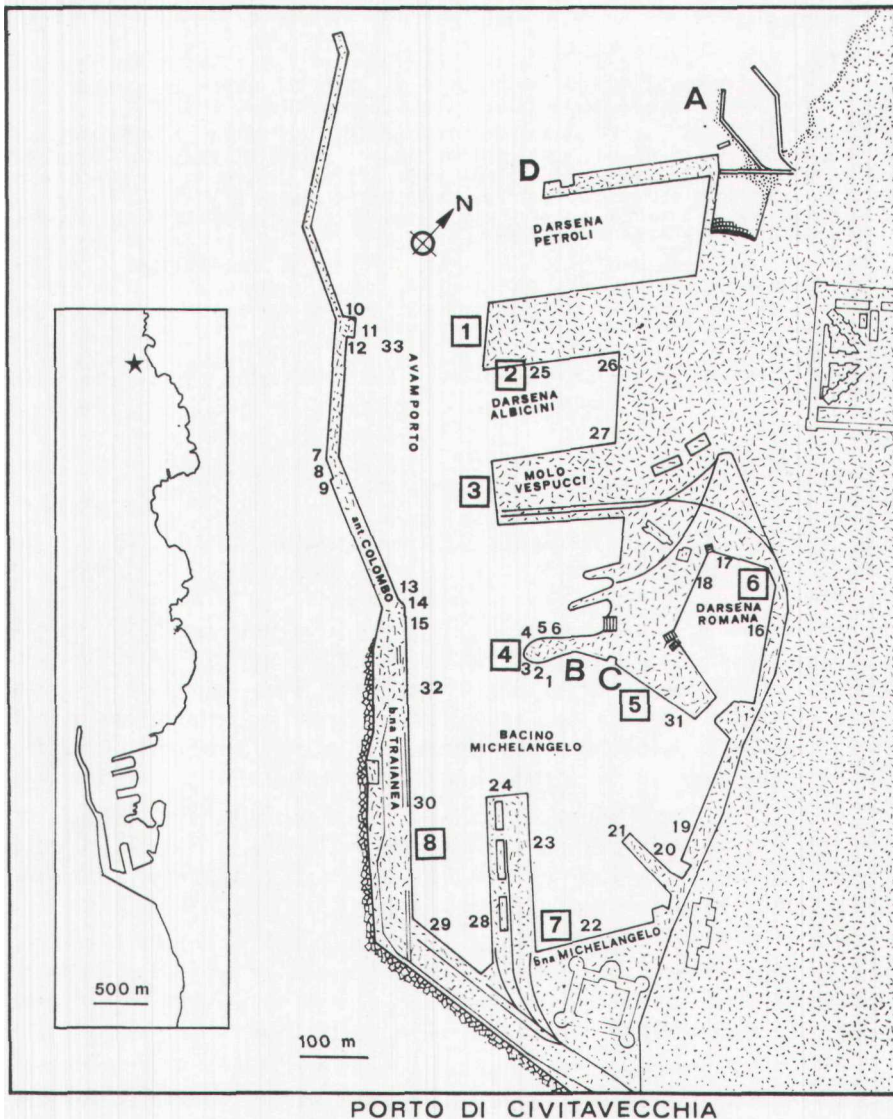 A
N
D
DARSENA
PETROLI
10
1
11
12
33
2
25
26
DARSENA
ALBICINI
AVAMPORTO
27
7
8
9
MOLO
VESPUCCI
3
ant. COLOMBO
17
18
6
DARSENA
ROMANA
16
13
14
15
4
5
6
4
3
2
1
B
C
5
31
32
b.na TRAIANEA
BACINO
MICHELANGELO
30
24
8
23
21
20
19
29
28
7
22
bna MICHELANGELO
500 m
100 m
PORTO DI CIVITAVECCHIA